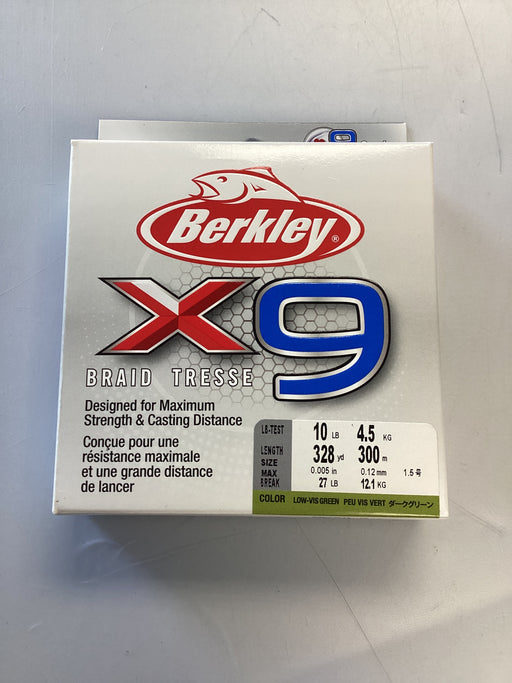 Berkley®
X9
BRAID TRESSE
Designed for Maximum
Strength & Casting Distance
Conçue pour une
résistance maximale
et une grande distance
de lancer
LB-TEST 10 LB 4.5 KG
LENGTH 328 yd 300 m
SIZE 0.005 in 0.12 mm 1.5号
MAX BREAK 27 LB 12.1 KG
COLOR LOW-VIS GREEN PEU VIS VERT ダークグリーン